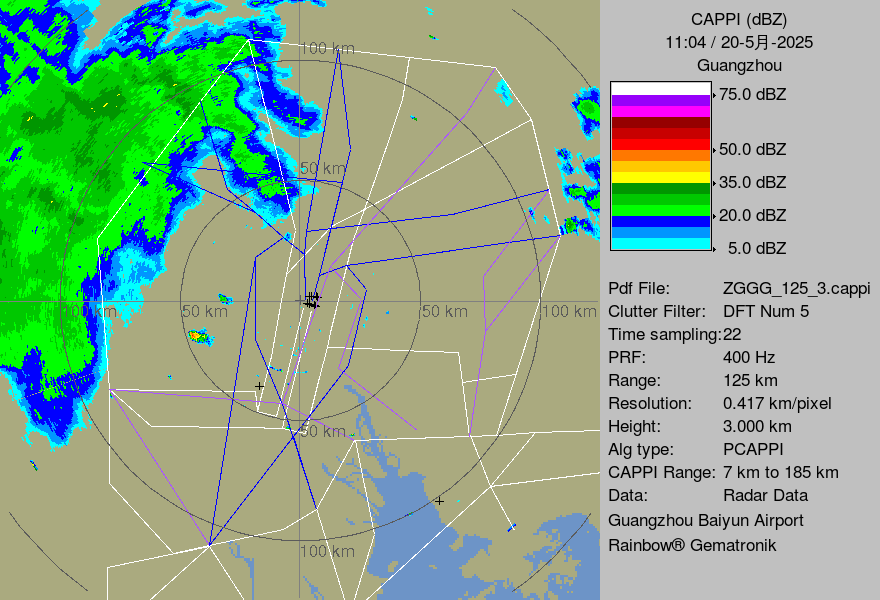 CAPPI (dBZ)
11:04 / 20-5月-2025
Guangzhou
75.0 dBZ
50.0 dBZ
35.0 dBZ
20.0 dBZ
5.0 dBZ
Pdf File: ZGGG_125_3.cappi
Clutter Filter: DFT Num 5
Time sampling:22
PRF: 400 Hz
Range: 125 km
Resolution: 0.417 km/pixel
Height: 3.000 km
Alg type: PCAPPI
CAPPI Range: 7 km to 185 km
Data: Radar Data
Guangzhou Baiyun Airport
Rainbow® Gematronik
100 km
50 km
100 km
50 km
50 km
100 km
50 km
100 km